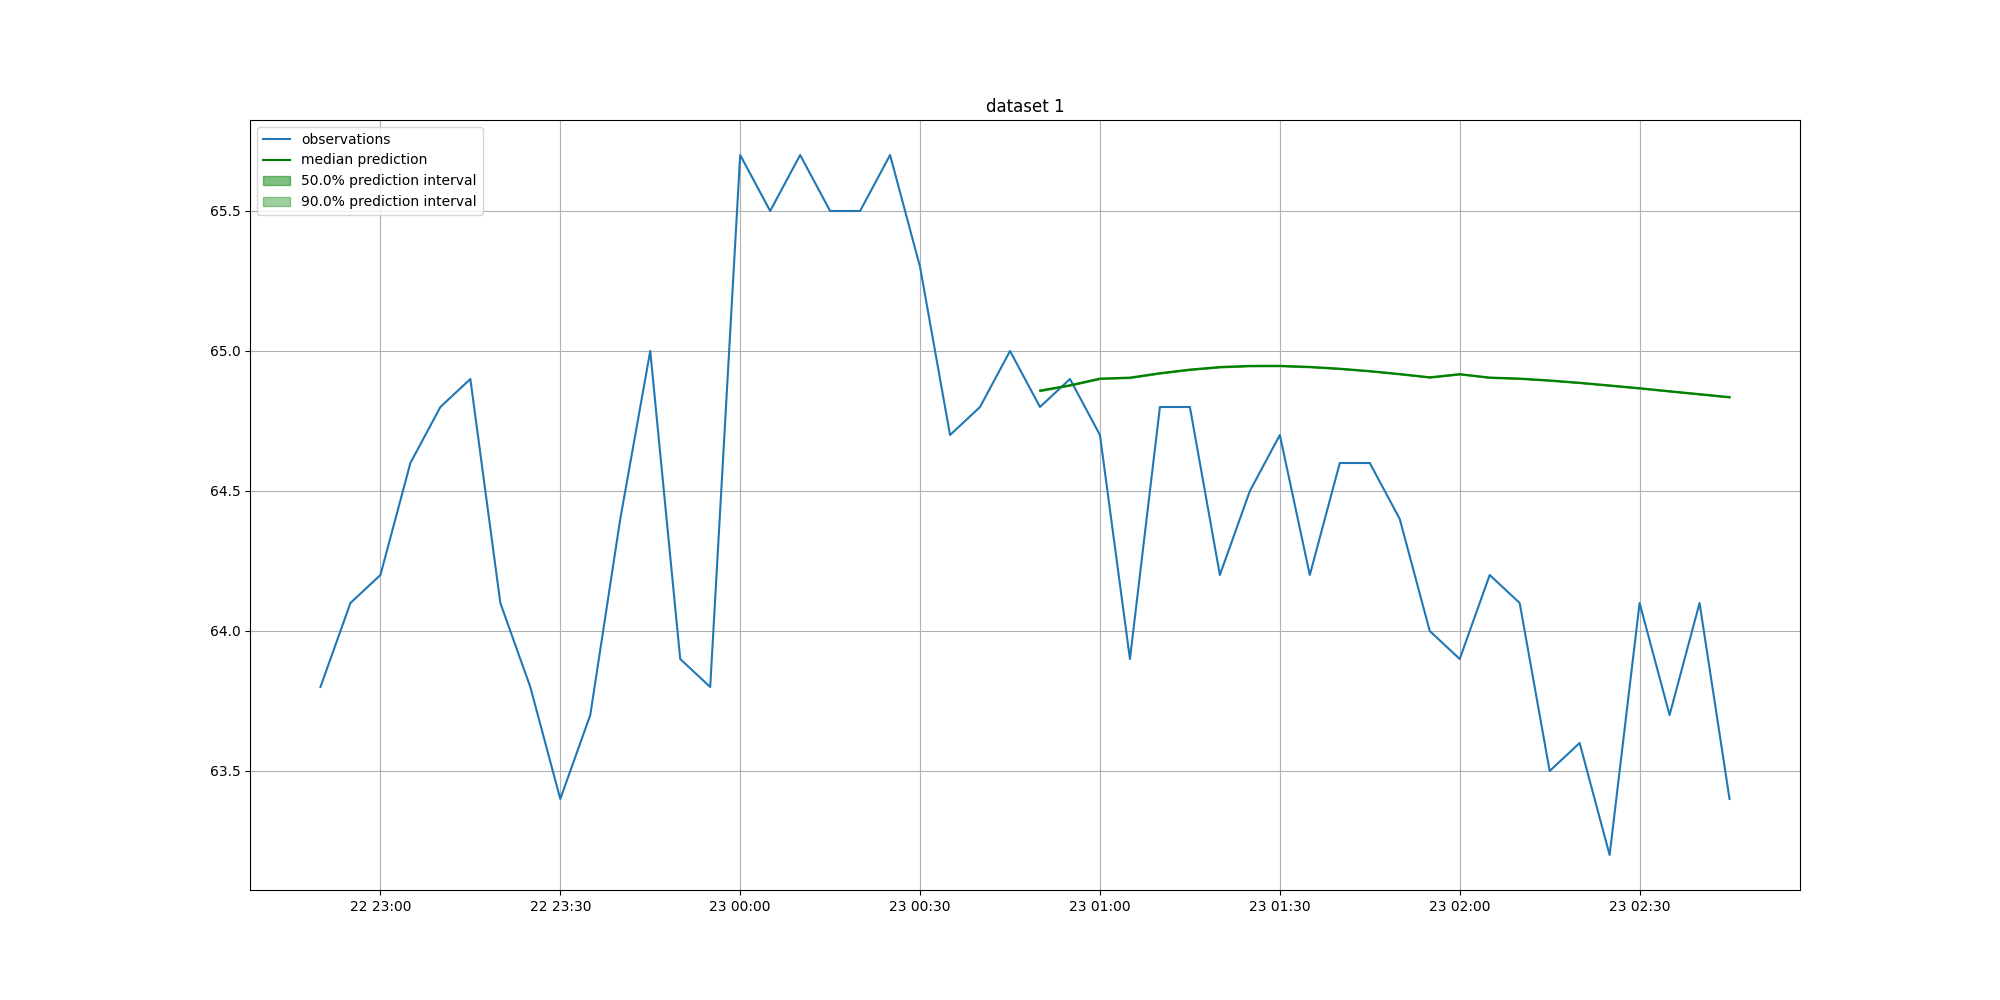 dataset 1
observations
median prediction
50.0% prediction interval
90.0% prediction interval
65.5
65.0
64.5
64.0
63.5
22 23:00
22 23:30
23 00:00
23 00:30
23 01:00
23 01:30
23 02:00
23 02:30